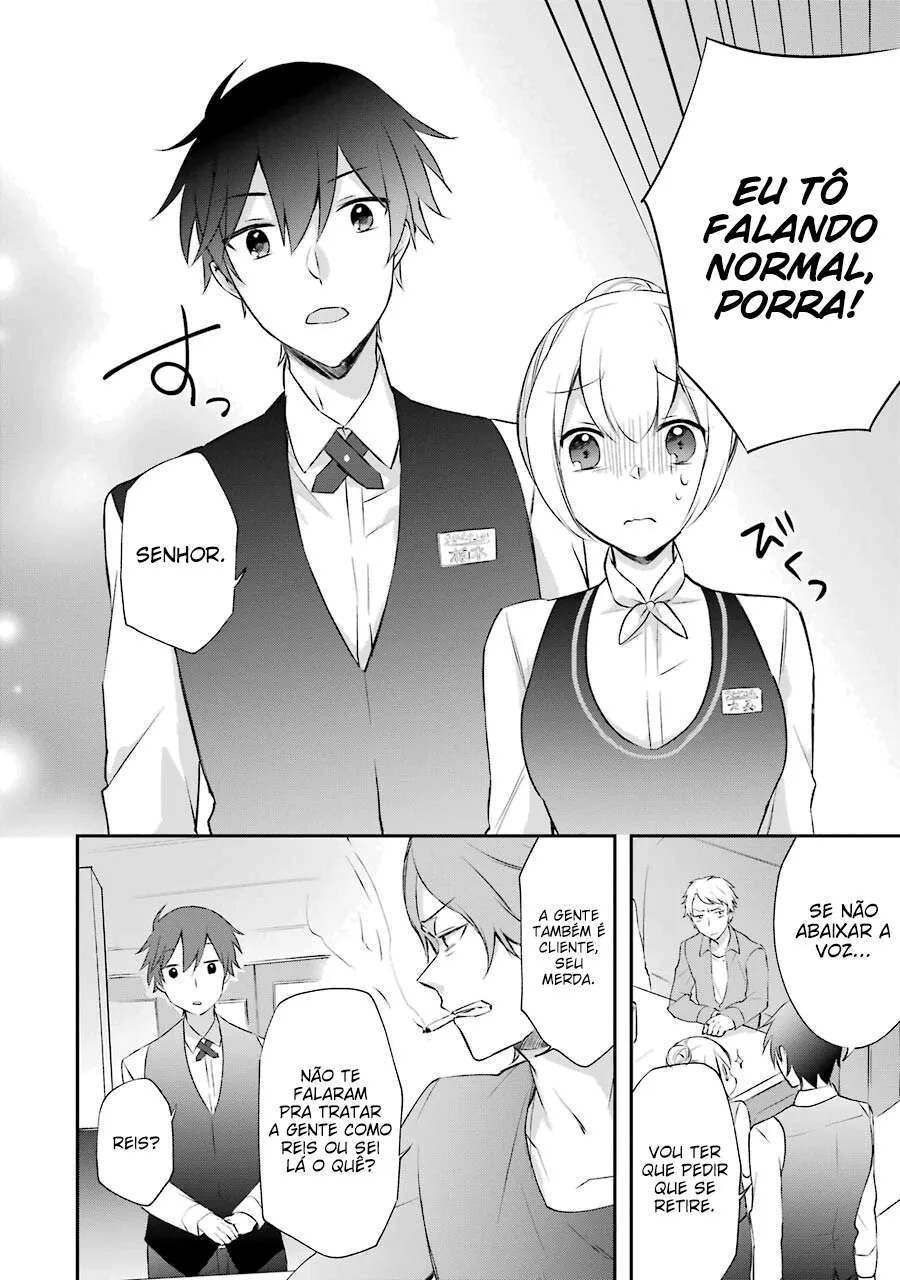 EU TÔ
FALANDO
NORMAL,
PORRA!
びくっ
すっ
SENHOR.
SE NÃO
ABAIXAR A
VOZ...
VOU TER
QUE PEDIR
QUE SE
RETIRE.
A GENTE
TAMBÉM É
CLIENTE,
SEU
MERDA.
NÃO TE
FALARAM
PRA TRATAR
A GENTE COMO
REIS OU SEI
LÁ O QUÊ?
REIS?